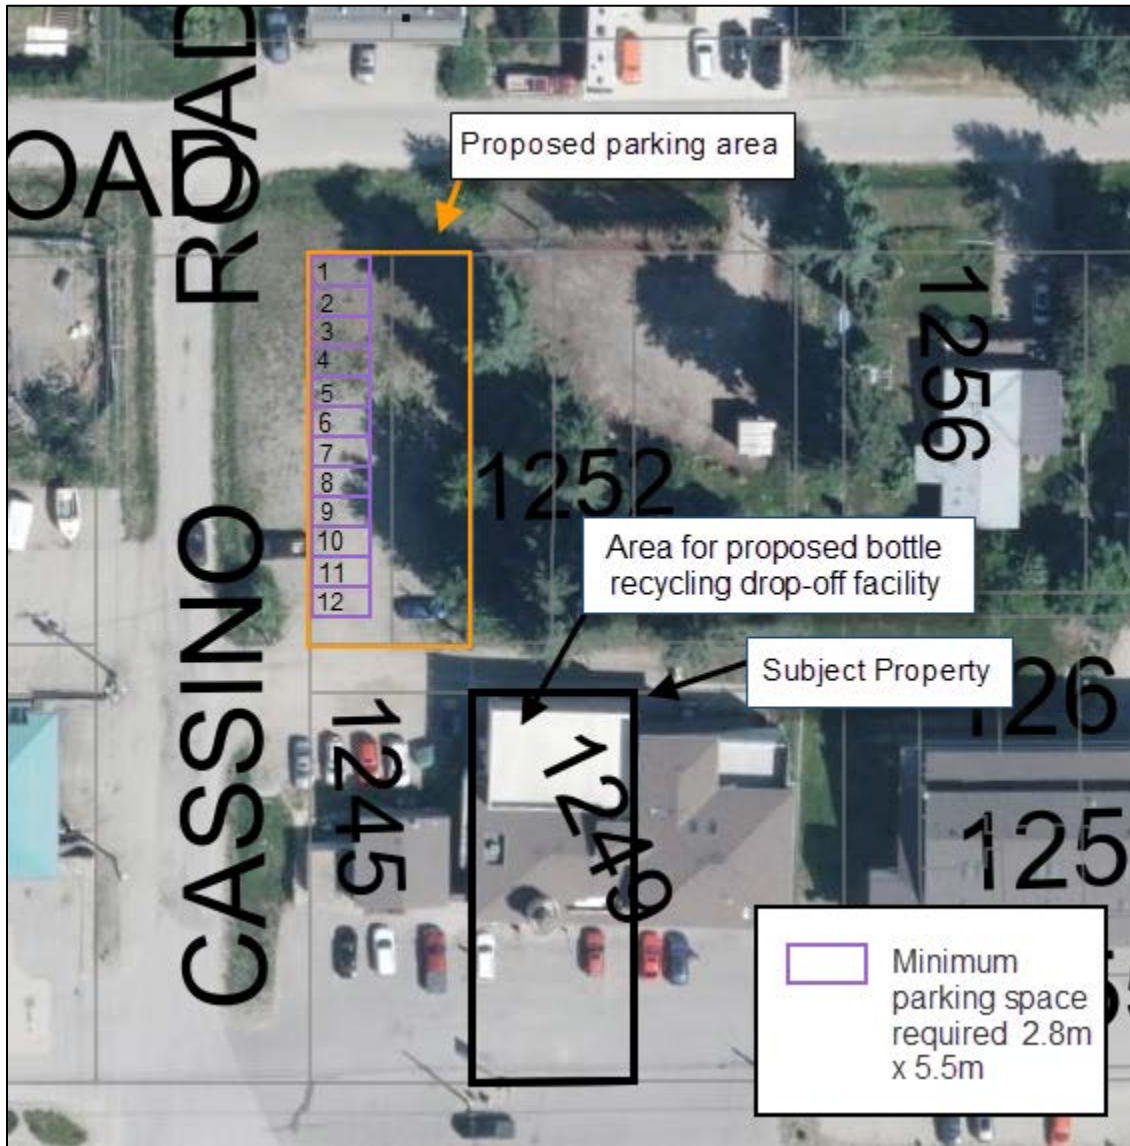 ROAD
OAD
ROAD
Proposed parking area
1
2
3
4
5
6
7
8
9
10
11
12
1256
1252
Area for proposed bottle
recycling drop-off facility
Subject Property
126
CASSINO
1245
1249
125
Minimum
parking space
required 2.8m
x 5.5m